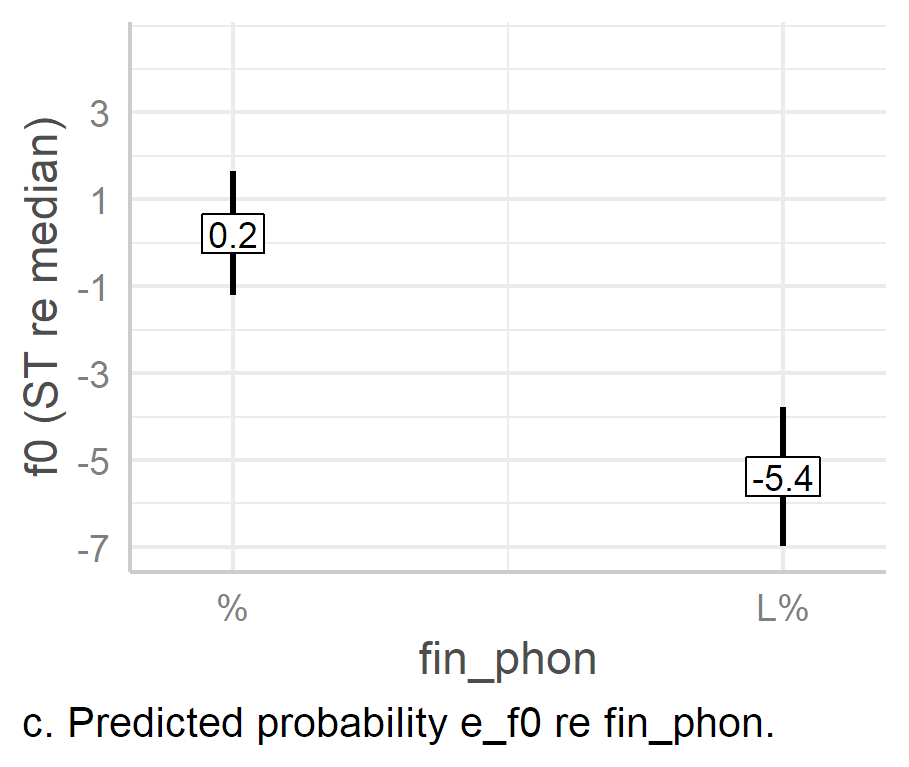 f0 (ST re median)
3
1
-1
-3
-5
-7
0.2
-5.4
% L%
fin_phon
c. Predicted probability e_f0 re fin_phon.